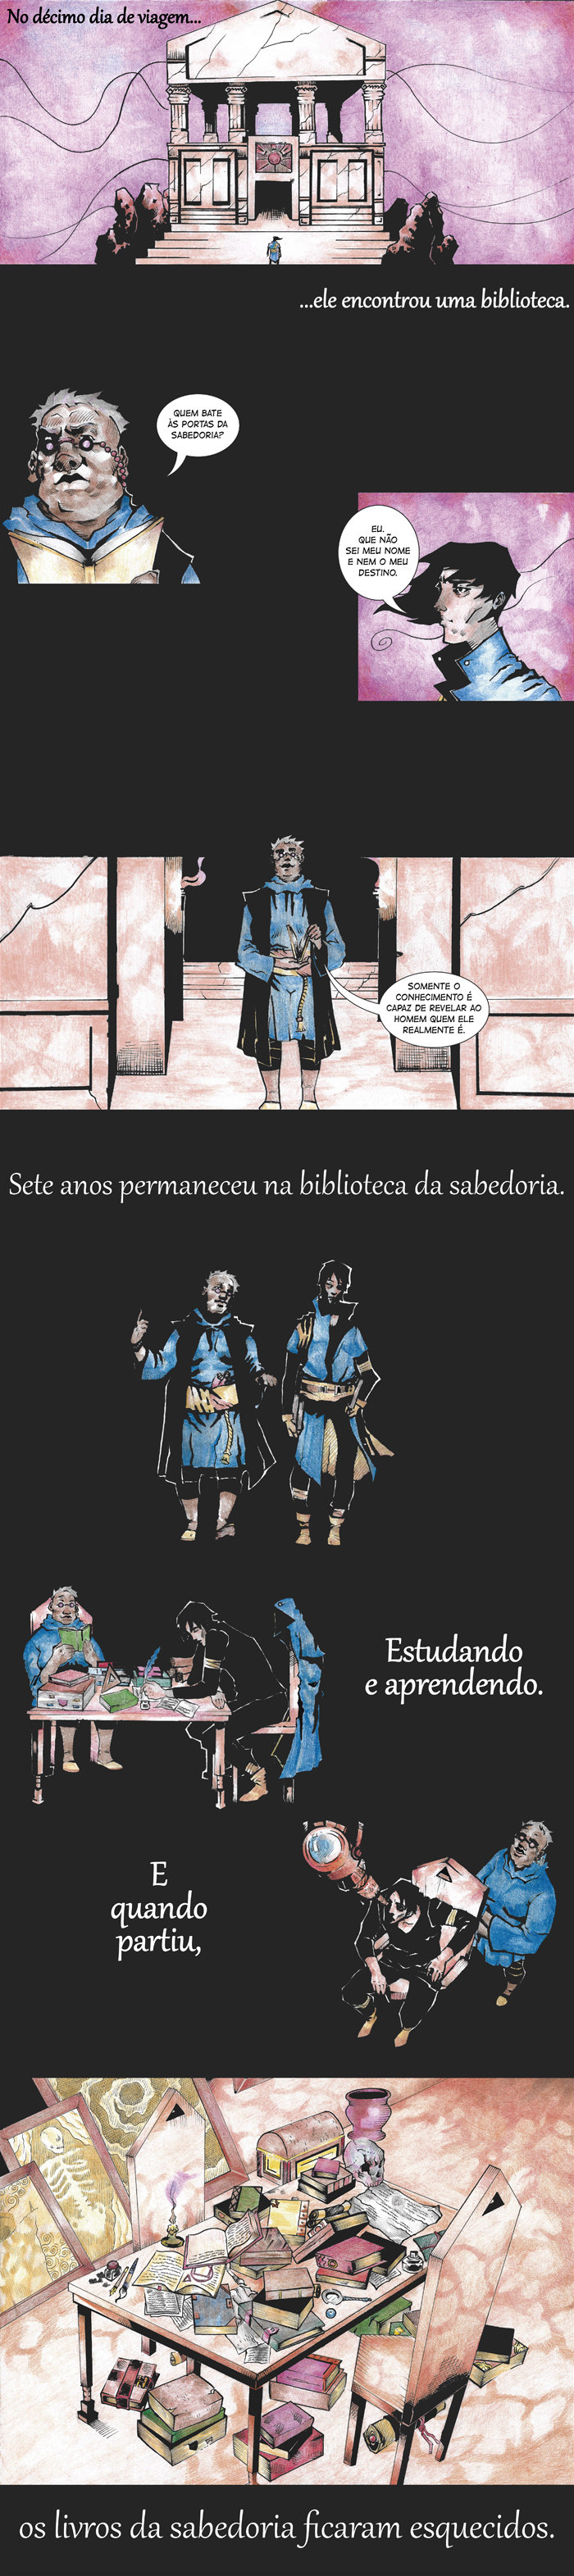 No décimo dia de viagem...
...ele encontrou uma biblioteca.
QUEM BATE
ÀS PORTAS DA
SABEDORIA?
EU.
QUE NÃO
SEI MEU NOME
E NEM O MEU
DESTINO.
SOMENTE O
CONHECIMENTO É
CAPAZ DE REVELAR AO
HOMEM QUEM ELE
REALMENTE É.
Sete anos permaneceu na biblioteca da sabedoria.
Estudando
e aprendendo.
E
quando
partiu,
os livros da sabedoria ficaram esquecidos.